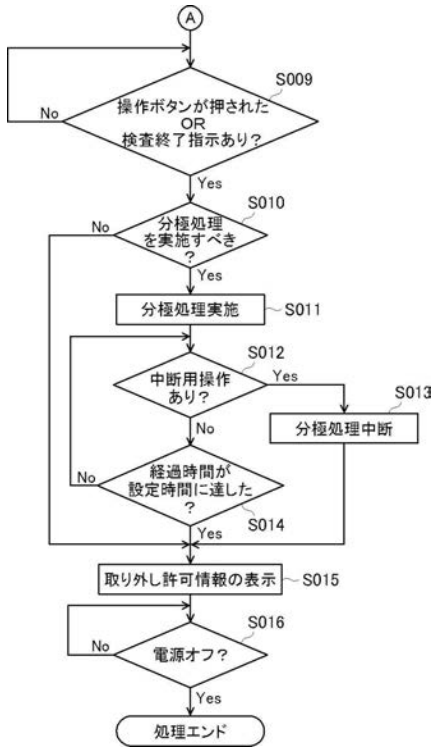 A
S009
操作ボタンが押された
OR
検査終了指示あり?
No
Yes
S010
分極処理
を実施すべき
?
No
Yes
分極処理実施
S011
S012
中断用操作
あり?
Yes
No
S013
分極処理中断
経過時間が
設定時間に達した
?
No
S014
Yes
取り外し許可情報の表示
S015
S016
電源オフ?
No
Yes
処理エンド